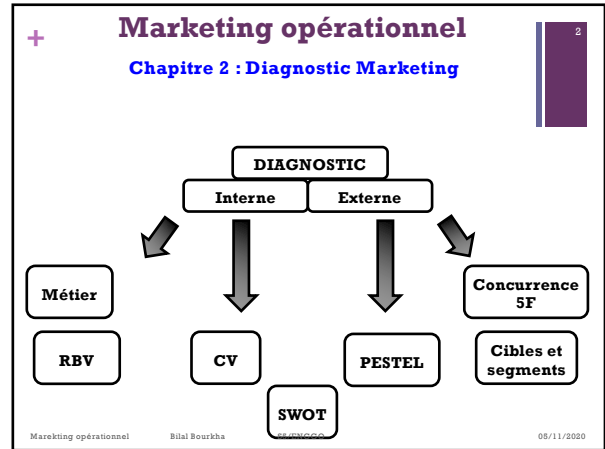 +
Marketing opérationnel
2
Chapitre 2 : Diagnostic Marketing
DIAGNOSTIC
Interne
Externe
Métier
Concurrence
5F
RBV
CV
PESTEL
Cibles et
segments
SWOT
Marekting opérationnel
Bilal Bourkha
05/11/2020